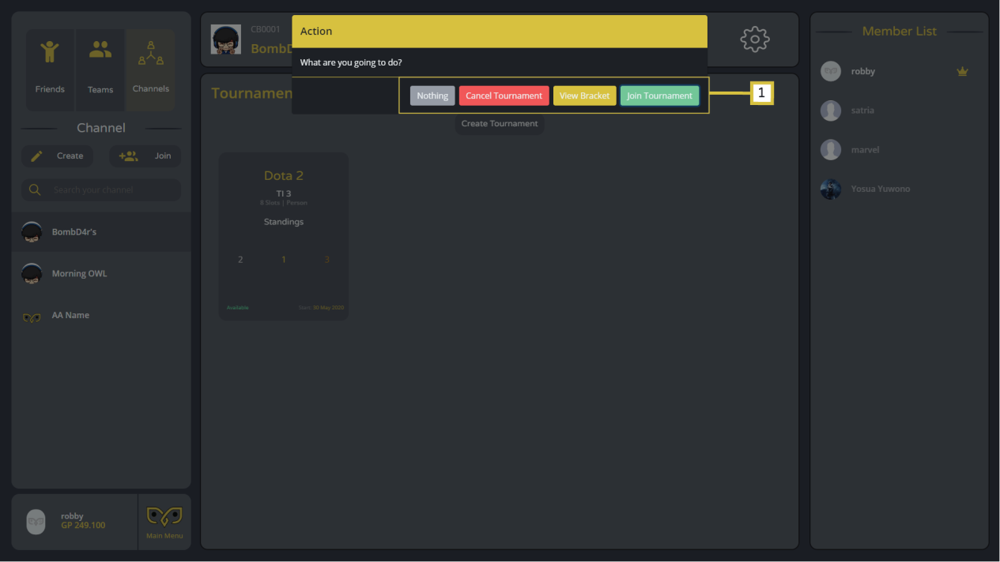 Friends
Teams
Channels
Channel
Create
Join
Search your channel
BombD4r's
Morning OWL
AA Name
robby
GP 249.100
Main Menu
CB0001
BombD
Tournamen
Action
What are you going to do?
Nothing
Cancel Tournament
View Bracket
Join Tournament
1
Create Tournament
Dota 2
TI 3
8 Slots | Person
Standings
2 1 3
Available
Start: 30 May 2020
Member List
robby
satria
marvel
Yosua Yuwono